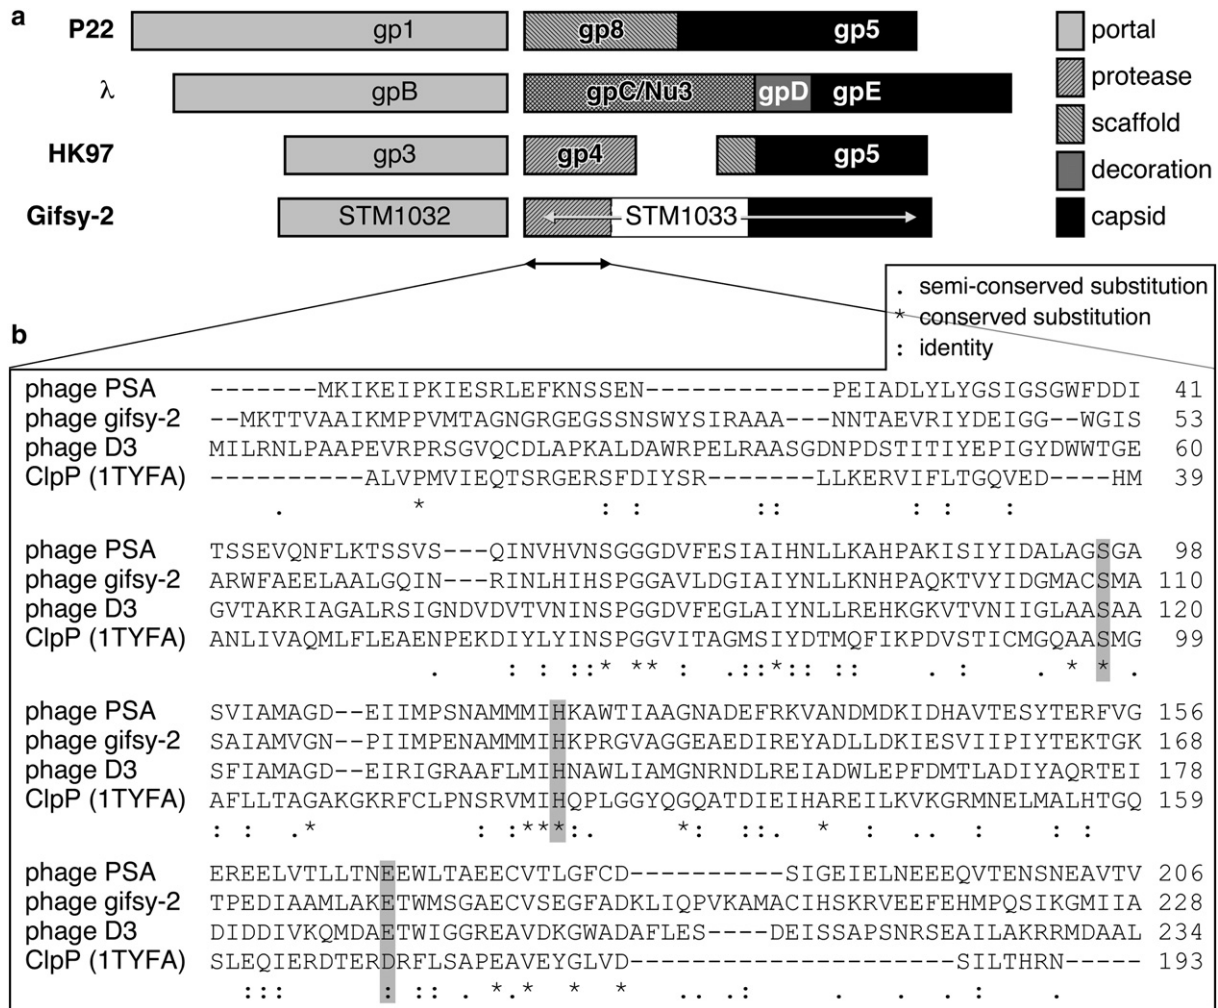 a
P22 gp1 gp8 gp5
λ gpB gpC/Nu3 gpD gpE
HK97 gp3 gp4 gp5
Gifsy-2 STM1032 STM1033
portal
protease
scaffold
decoration
capsid
. semi-conserved substitution
* conserved substitution
: identity
b
phage PSA -------MKIKEIPKIESRLEFKNSSEN------------PEIADLYLYGSIGSGWFDDI 41
phage gifsy-2 --MKTTVAAIKMPPVMTAGNGRGEGSSNSWYSIRAAA---NNTAEVRIYDEIGG--WGIS 53
phage D3 MILRNLPAAPEVRPRSGVQCDLAPKALDAWRPELRAASGDNPDSTITIYEPIGYDWWTGE 60
ClpP (1TYFA) ----------ALVPMVIEQTSRGERSFDIYSR-------LLKERVIFLTGQVED----HM 39
. * : : :: : : :
phage PSA TSSEVQNFLKTSSVS---QINVHVNSGGGDVFESIAIHNLLKAHPAKISIYIDALAGSGA 98
phage gifsy-2 ARWFAEELAALGQIN---RINLHIHSPGGAVLDGIAIYNLLKNHPAQKTVYIDGMACSMA 110
phage D3 GVTAKRIAGALRSIGNDVDVTVNINSPGGDVFEGLAIYNLLREHKGKVTVNIIGLAASAA 120
ClpP (1TYFA) ANLIVAQMLFLEAENPEKDIYLYINSPGGVITAGMSIYDTMQFIKPDVSTICMGQAASMG 99
. : : ::* ** : .::*:: :: . : . * * .
phage PSA SVIAMAGD--EIIMPSNAMMMIHKAWTIAAGNADEFRKVANDMDKIDHAVTESYTERFVG 156
phage gifsy-2 SAIAMVGN--PIIMPENAMMMIHKPRGVAGGEAEDIREYADLLDKIESVIIPIYTEKTGK 168
phage D3 SFIAMAGD--EIRIGRAAFLMIHNAWLIAMGNRNDLREIADWLEPFDMTLADIYAQRTEI 178
ClpP (1TYFA) AFLLTAGAKGKRFCLPNSRVMIHQPLGGYQGQATDIEIHAREILKVKGRMNELMALHTGQ 159
: : .* : :***:. *: ::. * : . . : : :
phage PSA EREELVTLLTNEEWLTAEECVTLGFCD----------SIGEIELNEEEQVTENSNEAVTV 206
phage gifsy-2 TPEDIAAMLAKETWMSGAECVSEGFADKLIQPVKAMACIHSKRVEEFEHMPQSIKGMIIA 228
phage D3 DIDDIVKQMDAETWIGGREAVDKGWADAFLES----DEISSAPSNRSEAILAKRRMDAAL 234
ClpP (1TYFA) SLEQIERDTERDRFLSAPEAVEYGLVD---------------------SILTHRN----- 193
::: : :: . *.* * * .. .: . . . : .